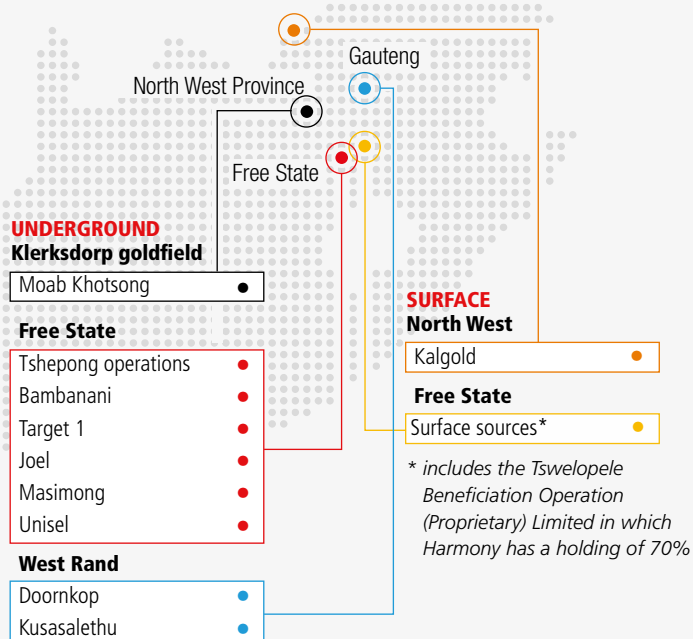 Gauteng
North West Province
Free State
UNDERGROUND
Klerksdorp goldfield
Moab Khotsong
Free State
Tshepong operations
Bambanani
Target 1
Joel
Masimong
Unisel
West Rand
Doornkop
Kusasalethu
SURFACE
North West
Kalgold
Free State
Surface sources*
* includes the Tswelopele
Beneficiation Operation
(Proprietary) Limited in which
Harmony has a holding of 70%